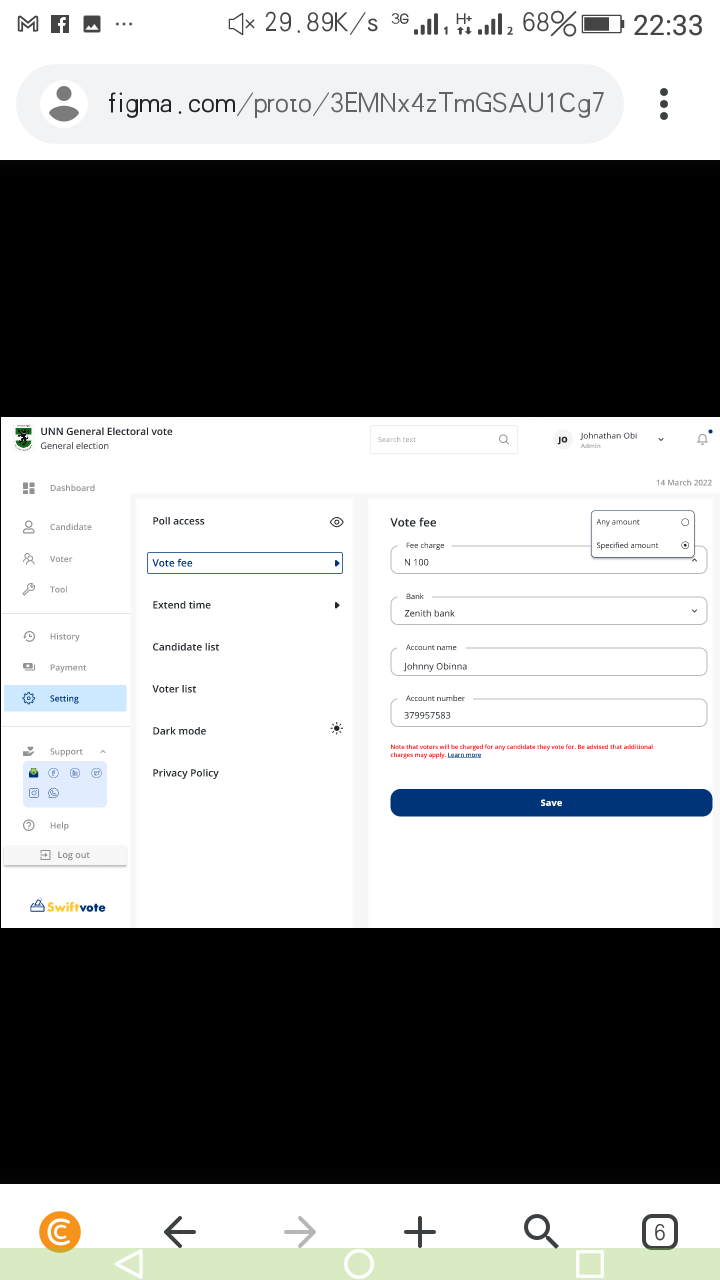 29.89K/s 3G 1 H+ 2 68% 22:33
figma.com/proto/3EMNx4zTmGSAU1Cg7
UNN General Electoral vote
General election
Search text
JO
Johnathan Obi
Admin
14 March 2022
Dashboard
Candidate
Voter
Tool
History
Payment
Setting
Support
Help
Log out
Swiftvote
Poll access
Vote fee
Extend time
Candidate list
Voter list
Dark mode
Privacy Policy
Vote fee
Any amount
Specified amount
Fee charge
N 100
Bank
Zenith bank
Account name
Johnny Obinna
Account number
379957583
Note that voters will be charged for any candidate they vote for. Be advised that additional
charges may apply. Learn more
Save
6